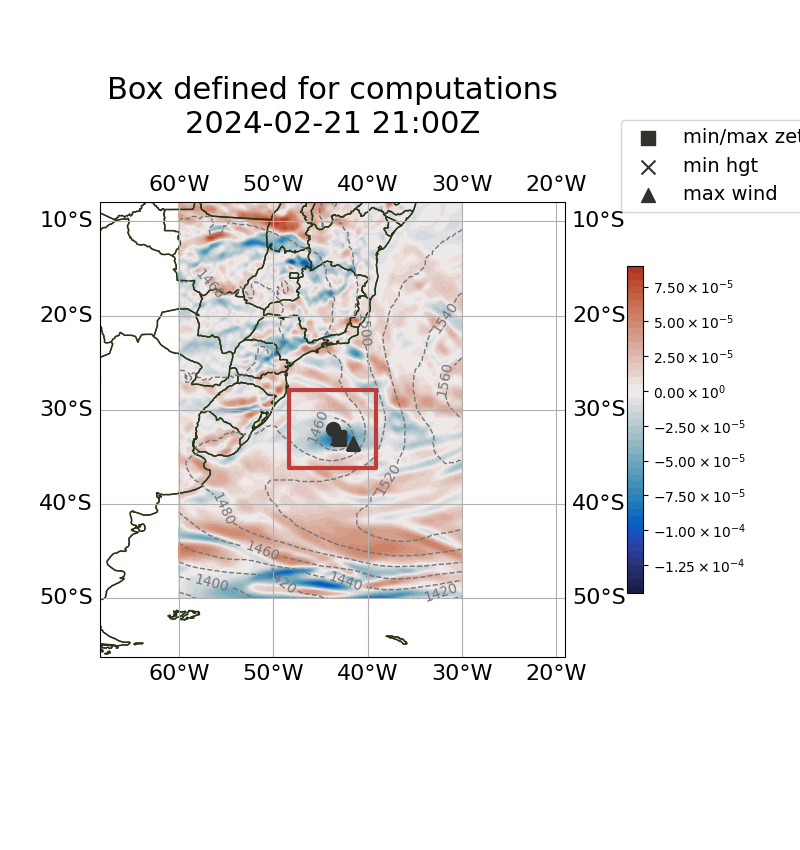 Box defined for computations
2024-02-21 21:00Z
min/max zet
min hgt
max wind
60°W 50°W 40°W 30°W 20°W
10°S 10°S
20°S 20°S
30°S 30°S
40°S 40°S
50°S 50°S
60°W 50°W 40°W 30°W 20°W
1460
1540
1500
1560
1460
1520
1480
1460
1400
1440
1420
7.50 × 10⁻⁵
5.00 × 10⁻⁵
2.50 × 10⁻⁵
0.00 × 10⁰
−2.50 × 10⁻⁵
−5.00 × 10⁻⁵
−7.50 × 10⁻⁵
−1.00 × 10⁻⁴
−1.25 × 10⁻⁴